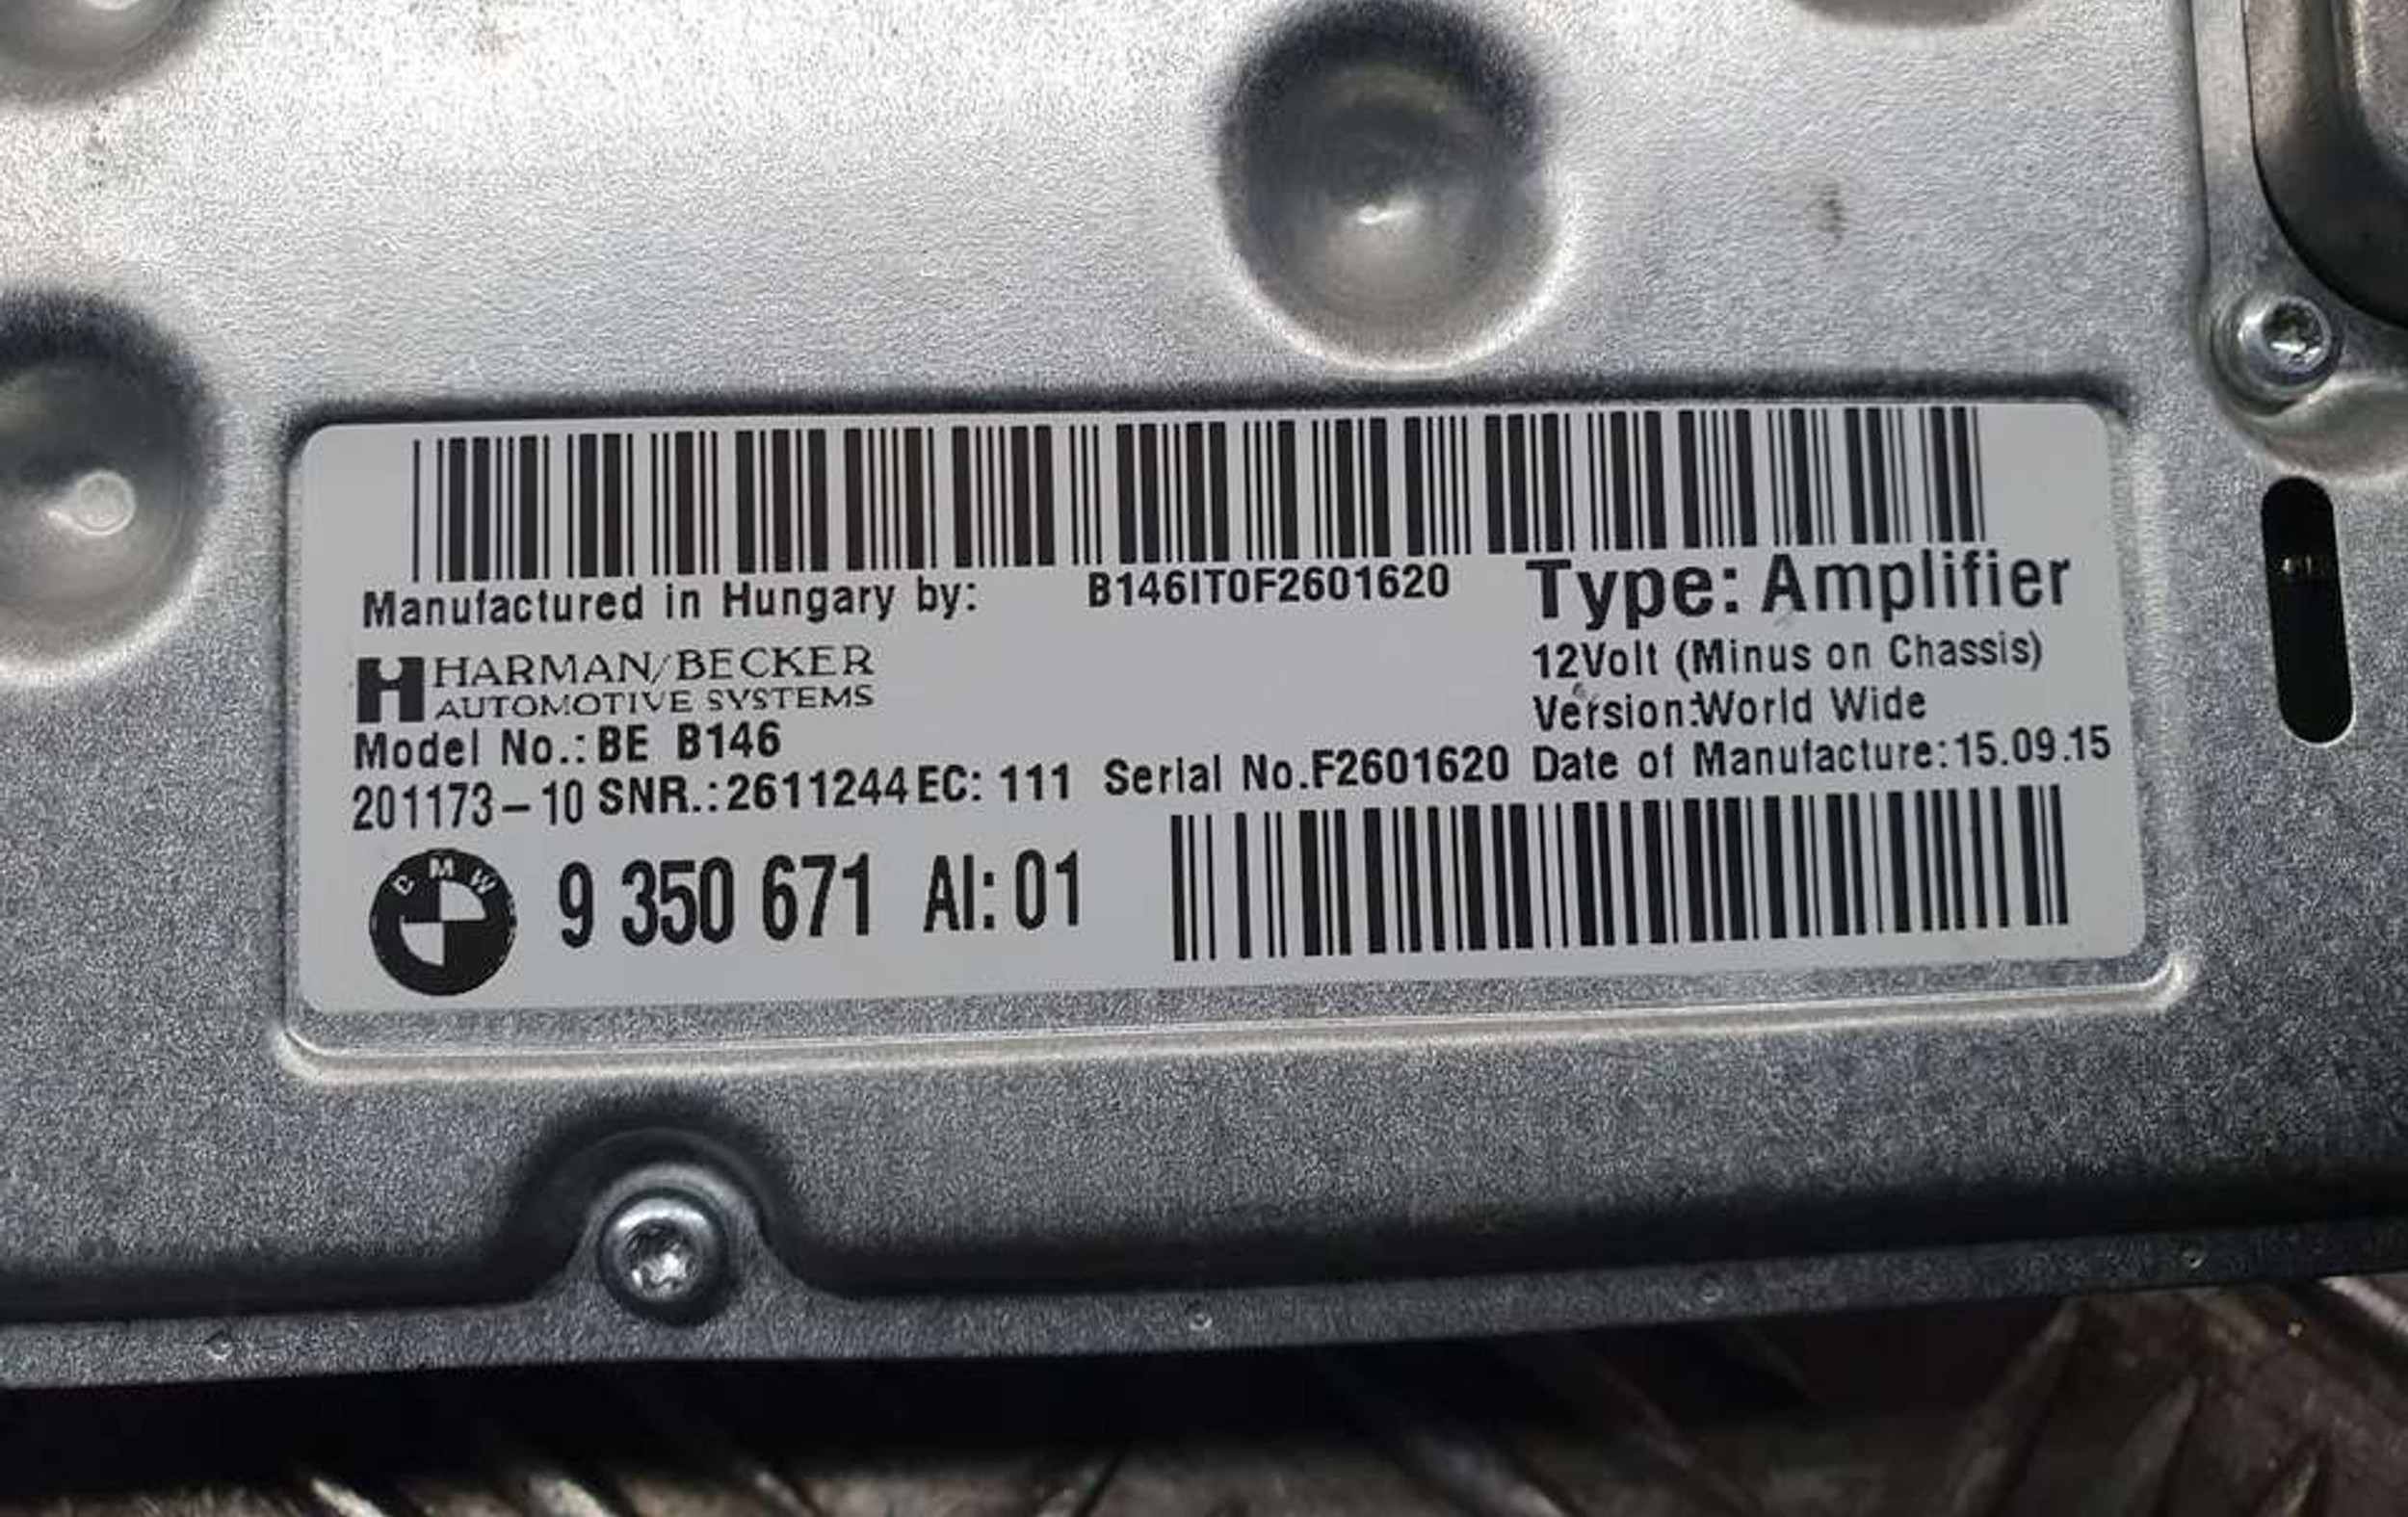 Manufactured in Hungary by: B146IT0F2601620 Type: Amplifier
HARMAN/BECKER 12Volt (Minus on Chassis)
AUTOMOTIVE SYSTEMS Version:World Wide
Model No.: BE B146
201173-10 SNR.: 2611244 EC: 111 Serial No.F2601620 Date of Manufacture: 15.09.15
BMW 9 350 671 AI: 01